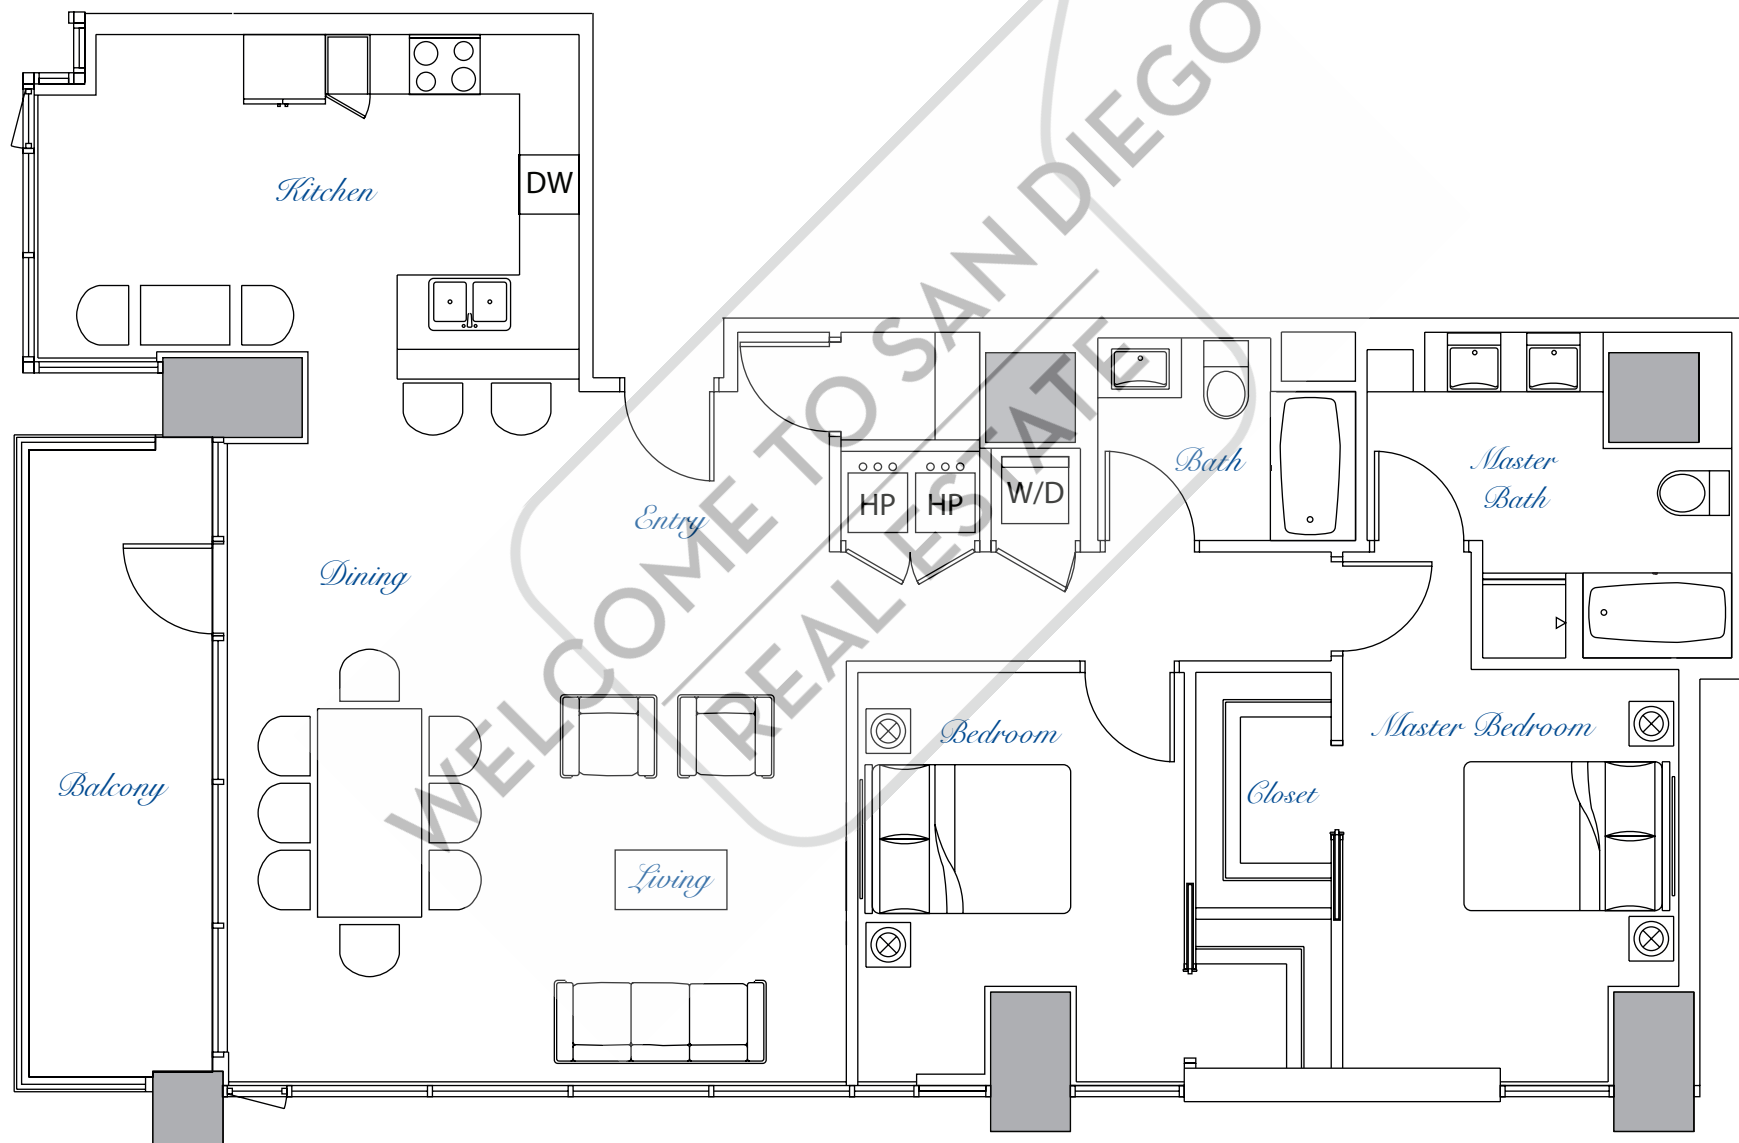 Kitchen
DW
WELCOME TO SAN DIEGO
REAL ESTATE
HP
HP
W/D
Bath
Master
Bath
Entry
Dining
Balcony
Living
Bedroom
Closet
Master Bedroom